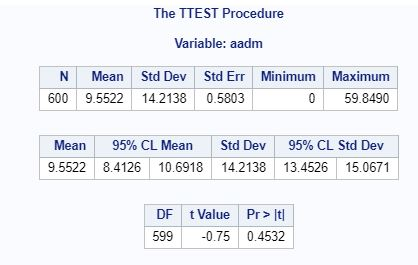 The TTEST Procedure
Variable: aadm
N Mean Std Dev Std Err Minimum Maximum
600 9.5522 14.2138 0.5803 0 59.8490
Mean 95% CL Mean Std Dev 95% CL Std Dev
9.5522 8.4126 10.6918 14.2138 13.4526 15.0671
DF t Value Pr > |t|
599 -0.75 0.4532